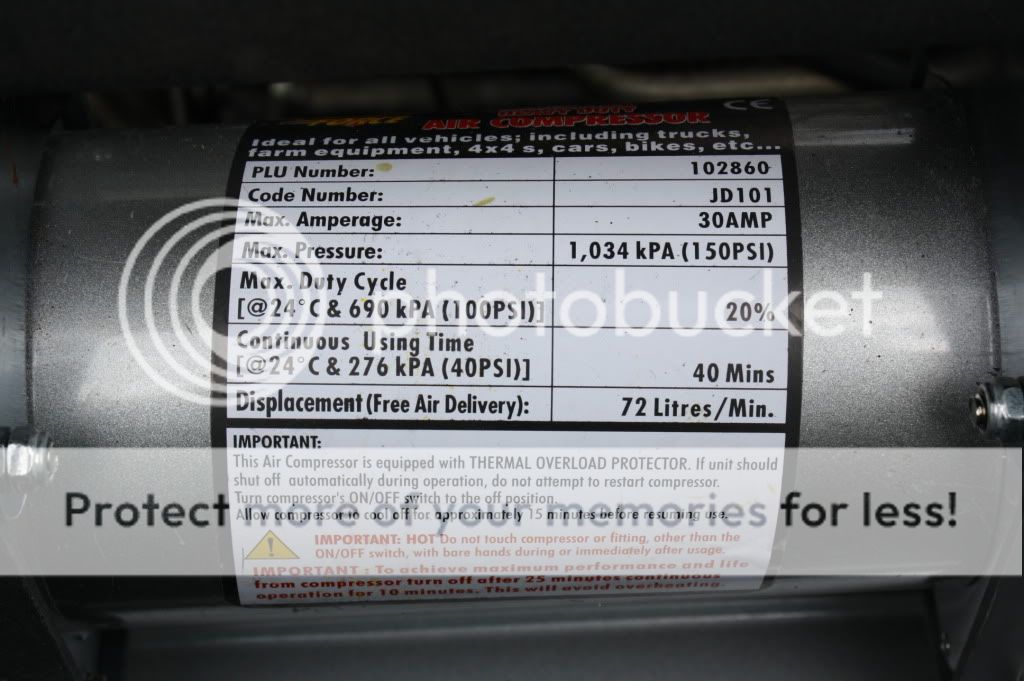 FORCE
HEAVY DUTY
AIR COMPRESSOR
CE
Ideal for all vehicles; including trucks,
farm equipment, 4x4 s, cars, bikes, etc...
PLU Number: 102860
Code Number: JD101
Max. Amperage: 30AMP
Max. Pressure: 1,034 kPA (150PSI)
Max. Duty Cycle
[@24°C & 690 kPA (100PSI)] 20%
Continuous Using Time
[@24°C & 276 kPA (40PSI)] 40 Mins
Displacement (Free Air Delivery): 72 Litres/Min.
photobucket
IMPORTANT:
This Air Compressor is equipped with THERMAL OVERLOAD PROTECTOR. If unit should
shut off automatically during operation, do not attempt to restart compressor.
Turn compressor's ON/OFF switch to the off position.
Allow compressor to cool off for approximately 15 minutes before resuming use.
Protect more of your memories for less!
IMPORTANT: HOT Do not touch compressor or fitting, other than the
ON/OFF switch, with bare hands during or immediately after usage.
IMPORTANT : To achieve maximum performance and life
from compressor turn off after 25 minutes continuous
operation for 10 minutes. This will avoid overheating.